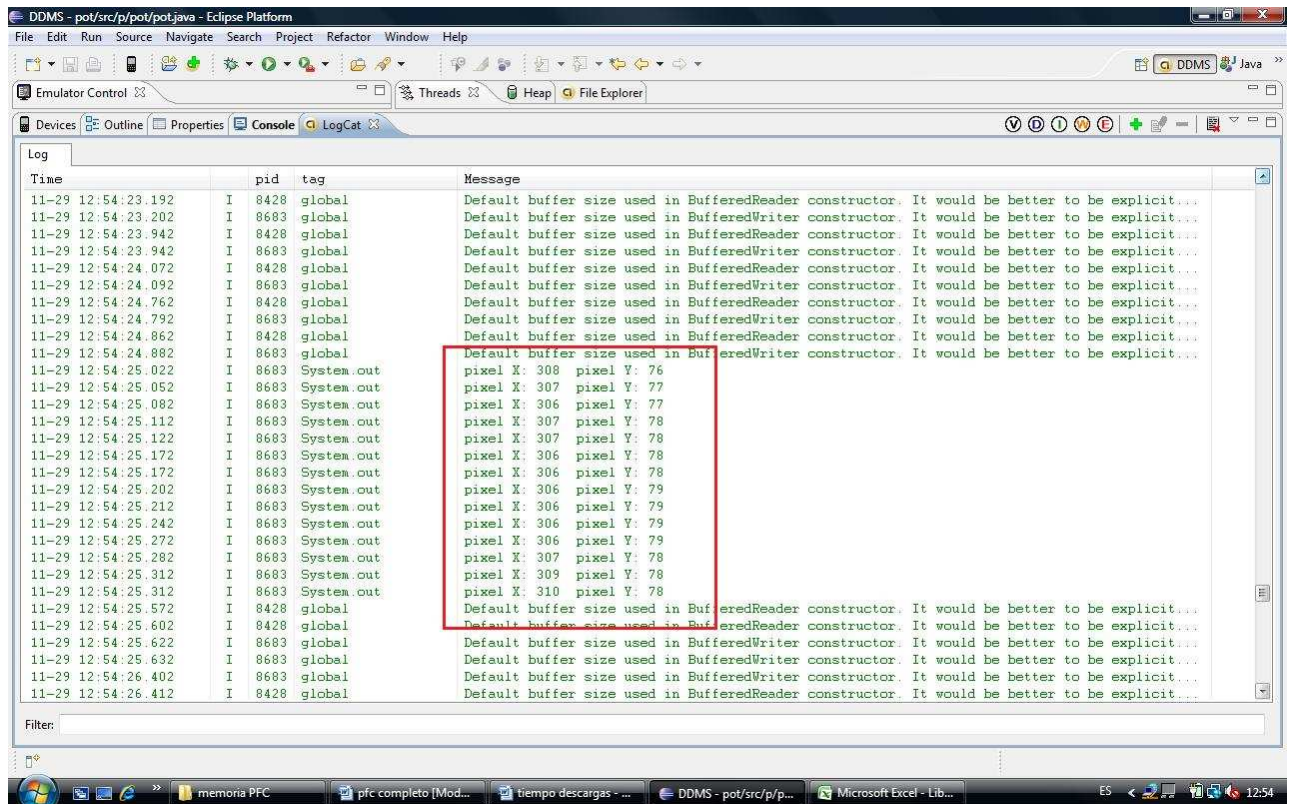 DDMS - pot/src/p/pot/pot.java - Eclipse Platform
File Edit Run Source Navigate Search Project Refactor Window Help
DDMS Java »
Emulator Control Threads Heap File Explorer
Devices Outline Properties Console LogCat V D I W E
Log
Time pid tag Message
11-29 12:54:23.192 I 8428 global Default buffer size used in BufferedReader constructor. It would be better to be explicit...
11-29 12:54:23.202 I 8683 global Default buffer size used in BufferedWriter constructor. It would be better to be explicit...
11-29 12:54:23.942 I 8428 global Default buffer size used in BufferedReader constructor. It would be better to be explicit...
11-29 12:54:23.942 I 8683 global Default buffer size used in BufferedWriter constructor. It would be better to be explicit...
11-29 12:54:24.072 I 8428 global Default buffer size used in BufferedReader constructor. It would be better to be explicit...
11-29 12:54:24.092 I 8683 global Default buffer size used in BufferedWriter constructor. It would be better to be explicit...
11-29 12:54:24.762 I 8428 global Default buffer size used in BufferedReader constructor. It would be better to be explicit...
11-29 12:54:24.792 I 8683 global Default buffer size used in BufferedWriter constructor. It would be better to be explicit...
11-29 12:54:24.862 I 8428 global Default buffer size used in BufferedReader constructor. It would be better to be explicit...
11-29 12:54:24.882 I 8683 global Default buffer size used in BufferedWriter constructor. It would be better to be explicit...
11-29 12:54:25.022 I 8683 System.out pixel X: 308 pixel Y: 76
11-29 12:54:25.052 I 8683 System.out pixel X: 307 pixel Y: 77
11-29 12:54:25.082 I 8683 System.out pixel X: 306 pixel Y: 77
11-29 12:54:25.112 I 8683 System.out pixel X: 307 pixel Y: 78
11-29 12:54:25.122 I 8683 System.out pixel X: 307 pixel Y: 78
11-29 12:54:25.172 I 8683 System.out pixel X: 306 pixel Y: 78
11-29 12:54:25.172 I 8683 System.out pixel X: 306 pixel Y: 78
11-29 12:54:25.202 I 8683 System.out pixel X: 306 pixel Y: 79
11-29 12:54:25.212 I 8683 System.out pixel X: 306 pixel Y: 79
11-29 12:54:25.242 I 8683 System.out pixel X: 306 pixel Y: 79
11-29 12:54:25.272 I 8683 System.out pixel X: 306 pixel Y: 79
11-29 12:54:25.282 I 8683 System.out pixel X: 307 pixel Y: 78
11-29 12:54:25.312 I 8683 System.out pixel X: 309 pixel Y: 78
11-29 12:54:25.312 I 8683 System.out pixel X: 310 pixel Y: 78
11-29 12:54:25.572 I 8428 global Default buffer size used in BufferedReader constructor. It would be better to be explicit...
11-29 12:54:25.602 I 8428 global Default buffer size used in BufferedReader constructor. It would be better to be explicit...
11-29 12:54:25.622 I 8683 global Default buffer size used in BufferedWriter constructor. It would be better to be explicit...
11-29 12:54:25.632 I 8683 global Default buffer size used in BufferedWriter constructor. It would be better to be explicit...
11-29 12:54:26.402 I 8683 global Default buffer size used in BufferedWriter constructor. It would be better to be explicit...
11-29 12:54:26.412 I 8428 global Default buffer size used in BufferedReader constructor. It would be better to be explicit...
Filter:
» memoria PFC pfc completo [Mod... tiempo descargas - ... DDMS - pot/src/p/p... Microsoft Excel - Lib... ES < 12:54